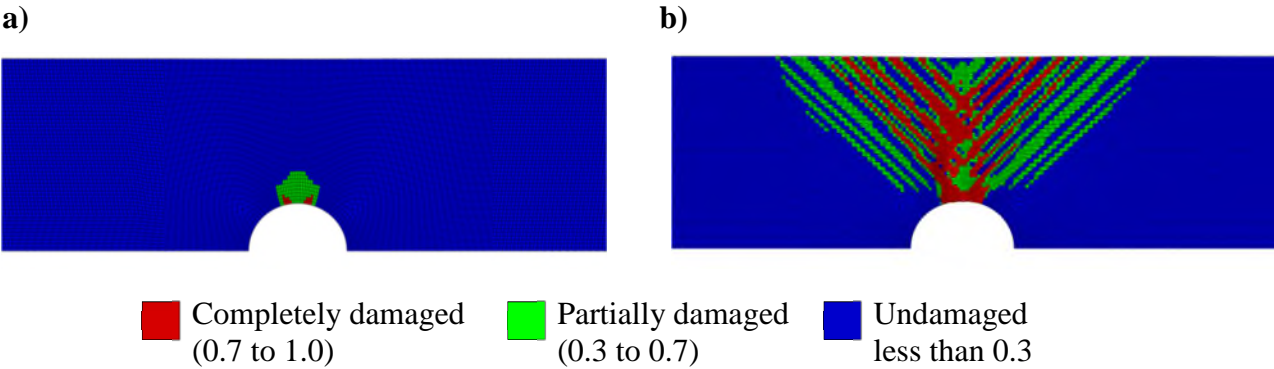 a)
b)
Completely damaged
(0.7 to 1.0)
Partially damaged
(0.3 to 0.7)
Undamaged
less than 0.3